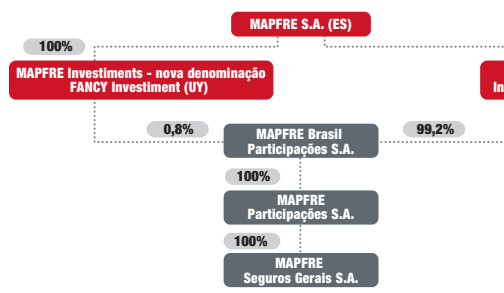 MAPFRE S.A. (ES)
100%
MAPFRE Investiments - nova denominação
FANCY Investiment (UY)
In
0,8%
MAPFRE Brasil
Participações S.A.
99,2%
100%
MAPFRE
Participações S.A.
100%
MAPFRE
Seguros Gerais S.A.